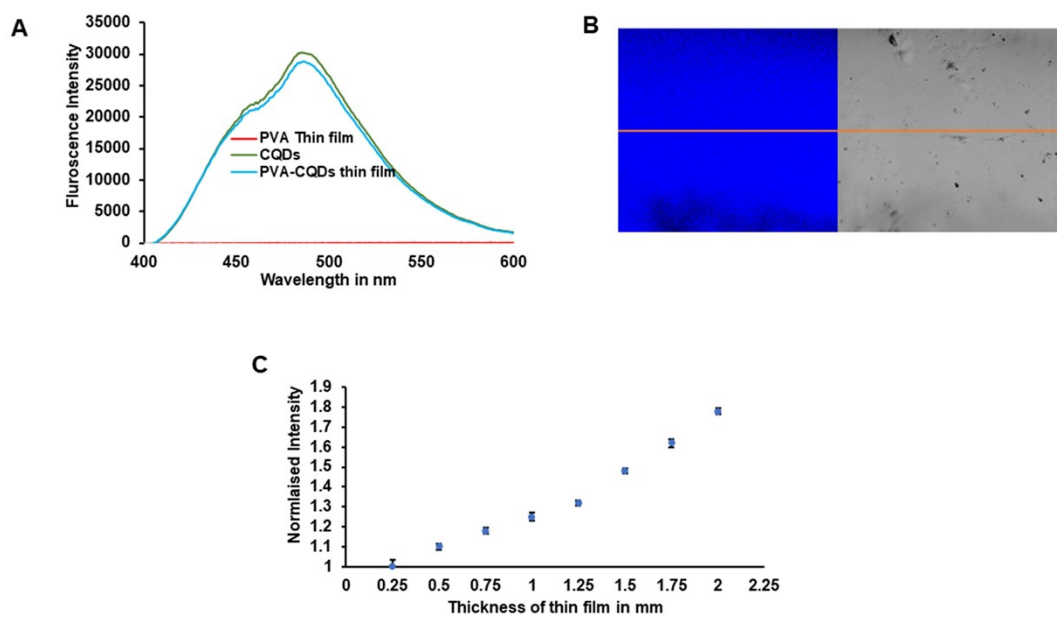 A
Fluroscence Intensity
35000
30000
25000
20000
15000
10000
5000
0
PVA Thin film
CQDs
PVA-CQDs thin film
400 450 500 550 600
Wavelength in nm
B
C
Normlaised Intensity
1.9
1.8
1.7
1.6
1.5
1.4
1.3
1.2
1.1
1
0 0.25 0.5 0.75 1 1.25 1.5 1.75 2 2.25
Thickness of thin film in mm